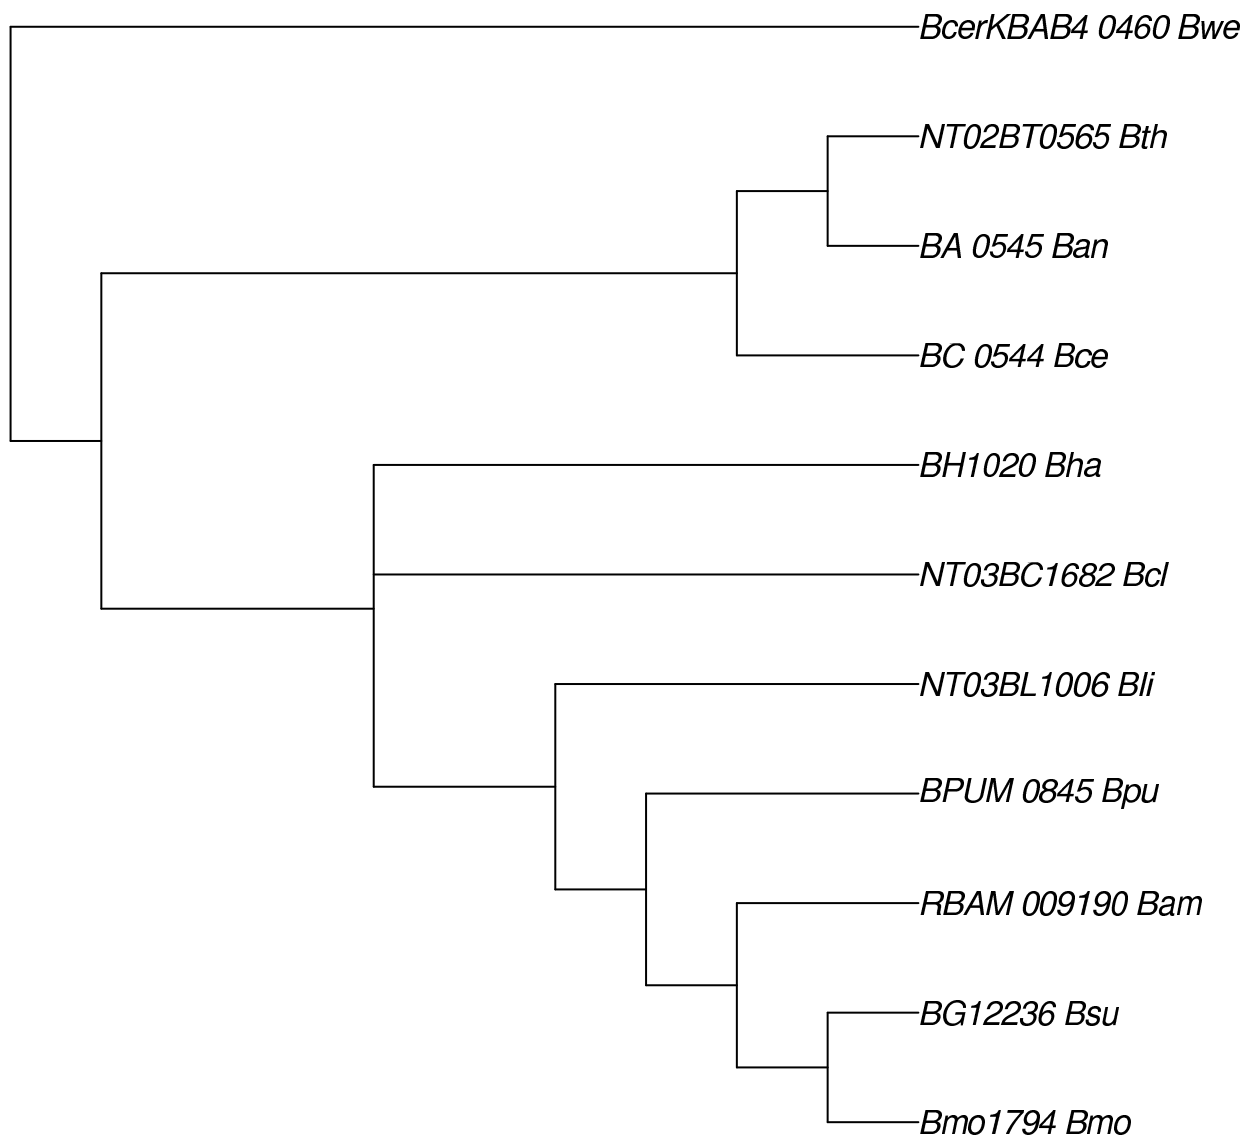 BcerKBAB4 0460 Bwe
NT02BT0565 Bth
BA 0545 Ban
BC 0544 Bce
BH1020 Bha
NT03BC1682 Bcl
NT03BL1006 Bli
BPUM 0845 Bpu
RBAM 009190 Bam
BG12236 Bsu
Bmo1794 Bmo